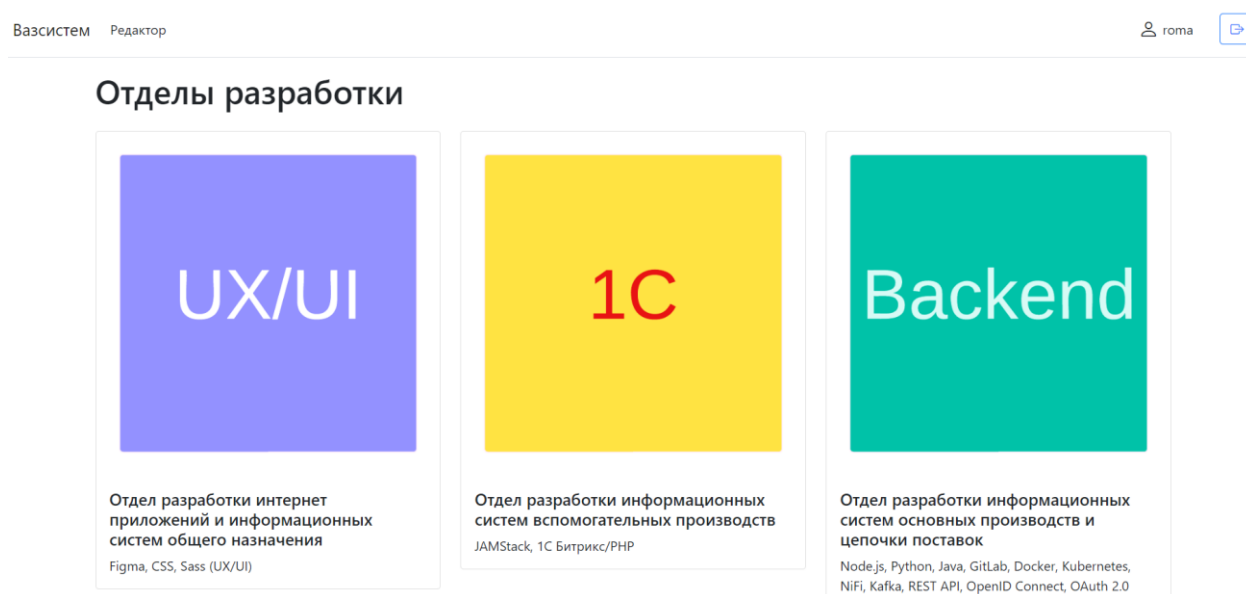 Вазсистем Редактор roma
Отделы разработки
UX/UI
1C
Backend
Отдел разработки интернет
приложений и информационных
систем общего назначения
Figma, CSS, Sass (UX/UI)
Отдел разработки информационных
систем вспомогательных производств
JAMStack, 1С Битрикс/PHP
Отдел разработки информационных
систем основных производств и
цепочки поставок
Node.js, Python, Java, GitLab, Docker, Kubernetes,
NiFi, Kafka, REST API, OpenID Connect, OAuth 2.0